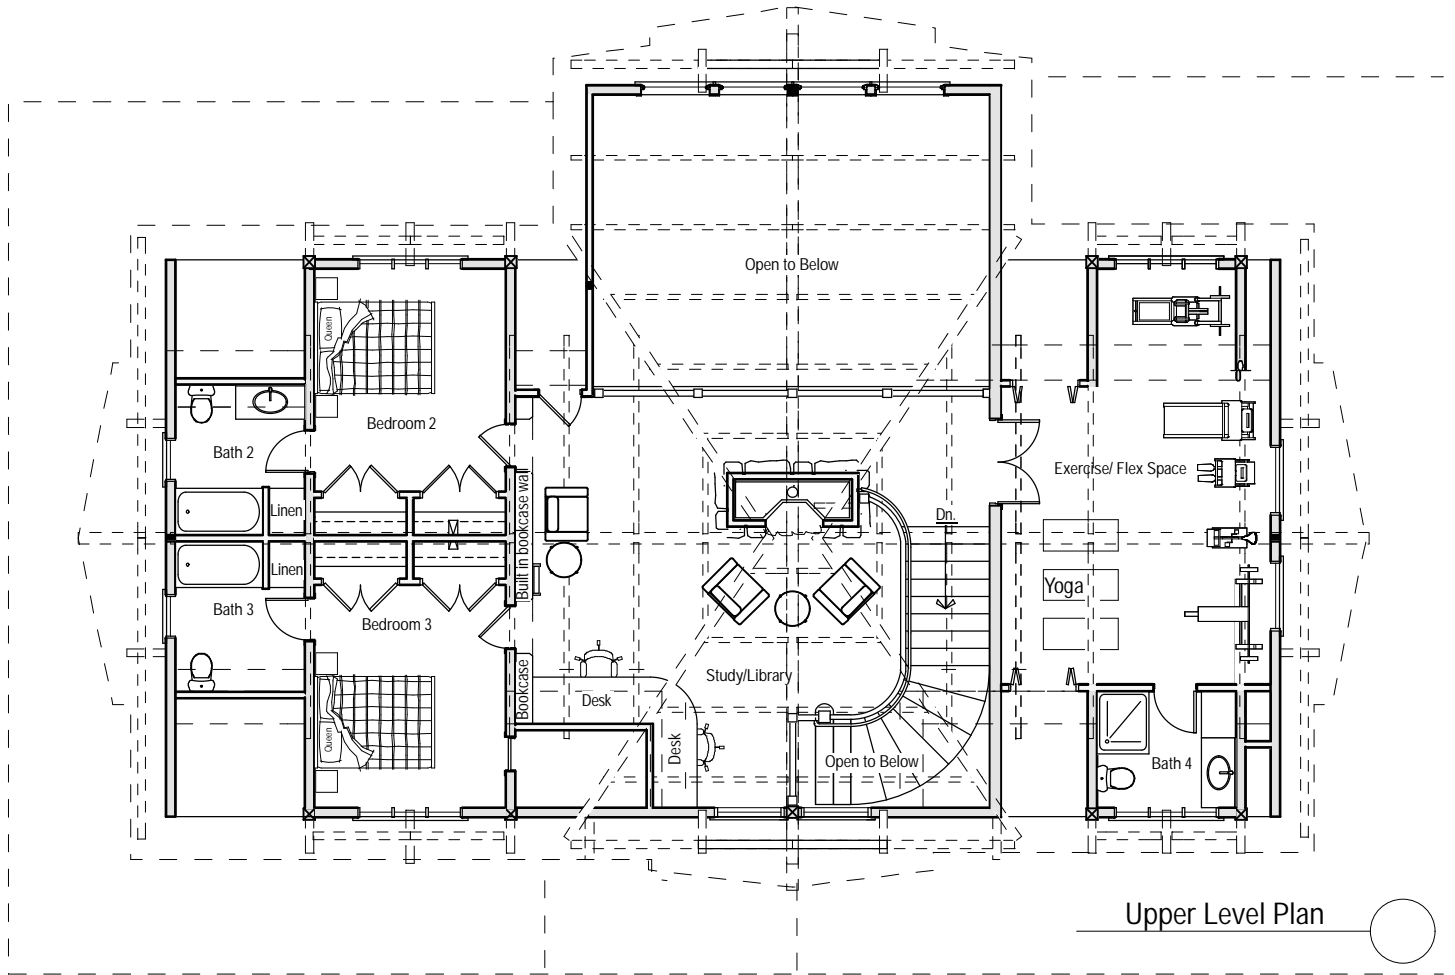 Open to Below
Queen
Bedroom 2
Bath 2
Exercise/ Flex Space
Linen
Built in bookcase wall
Dn.
Linen
Yoga
Bath 3
Bedroom 3
Study/Library
Bookcase
Desk
Queen
Desk
Open to Below
Bath 4
Upper Level Plan